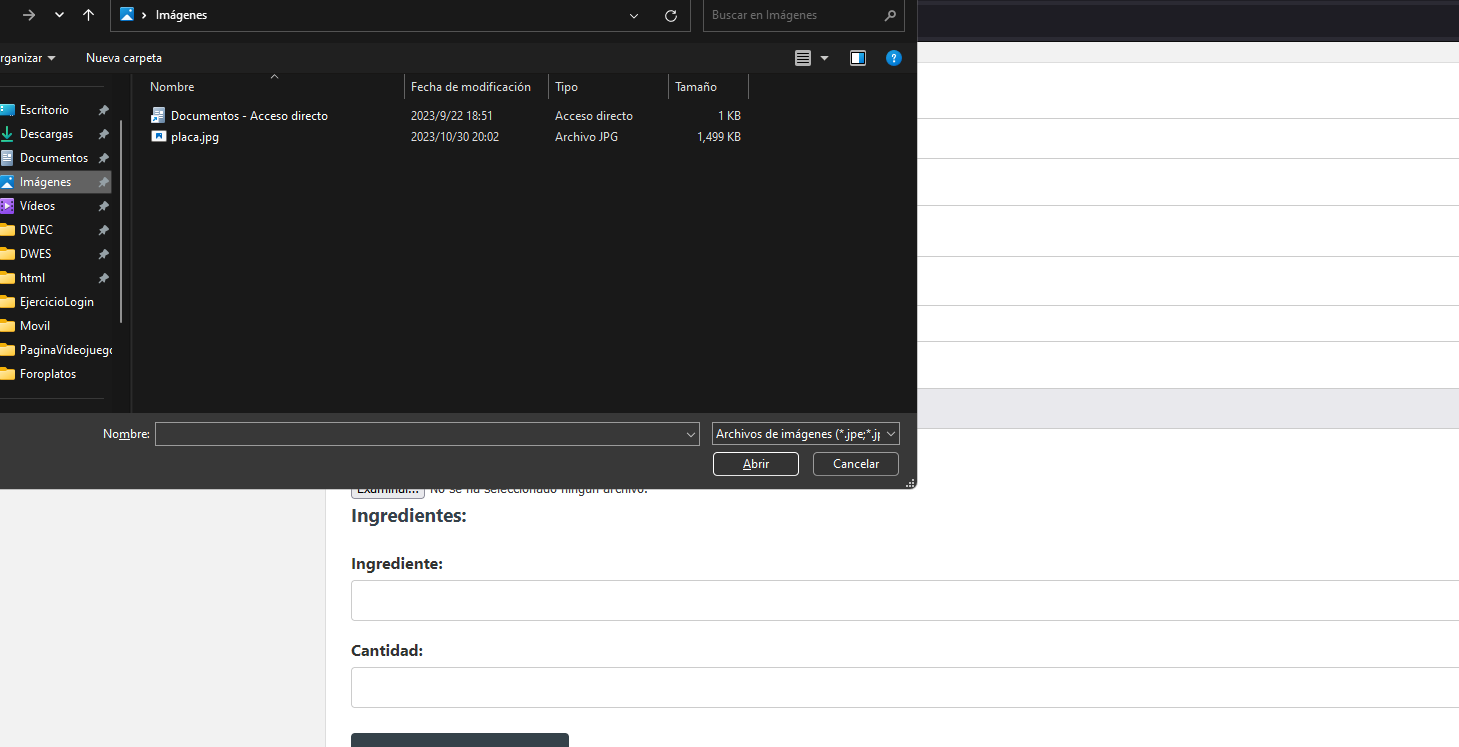 Imágenes
Buscar en Imágenes
rganizar
Nueva carpeta
Nombre Fecha de modificación Tipo Tamaño
Documentos - Acceso directo 2023/9/22 18:51 Acceso directo 1 KB
placa.jpg 2023/10/30 20:02 Archivo JPG 1,499 KB
Escritorio
Descargas
Documentos
Imágenes
Vídeos
DWEC
DWES
html
EjercicioLogin
Movil
PaginaVideojuego
Foroplatos
Nombre:
Archivos de imágenes (*.jpe;*.jp
Abrir
Cancelar
Examinar... No se ha seleccionado ningún archivo.
Ingredientes:
Ingrediente:
Cantidad: